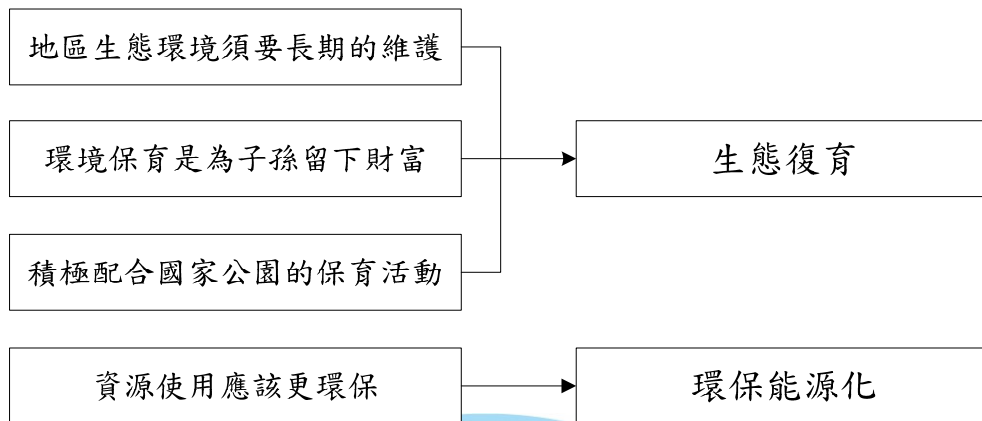 地區生態環境須要長期的維護
環境保育是為子孫留下財富
生態復育
積極配合國家公園的保育活動
資源使用應該更環保
環保能源化